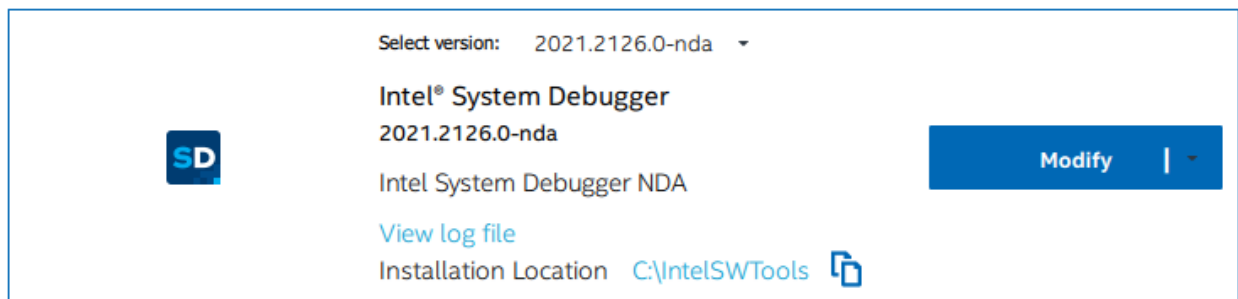 Select version: 2021.2126.0-nda
Intel® System Debugger
2021.2126.0-nda
SD
Modify
Intel System Debugger NDA
View log file
Installation Location C:\IntelSWTools